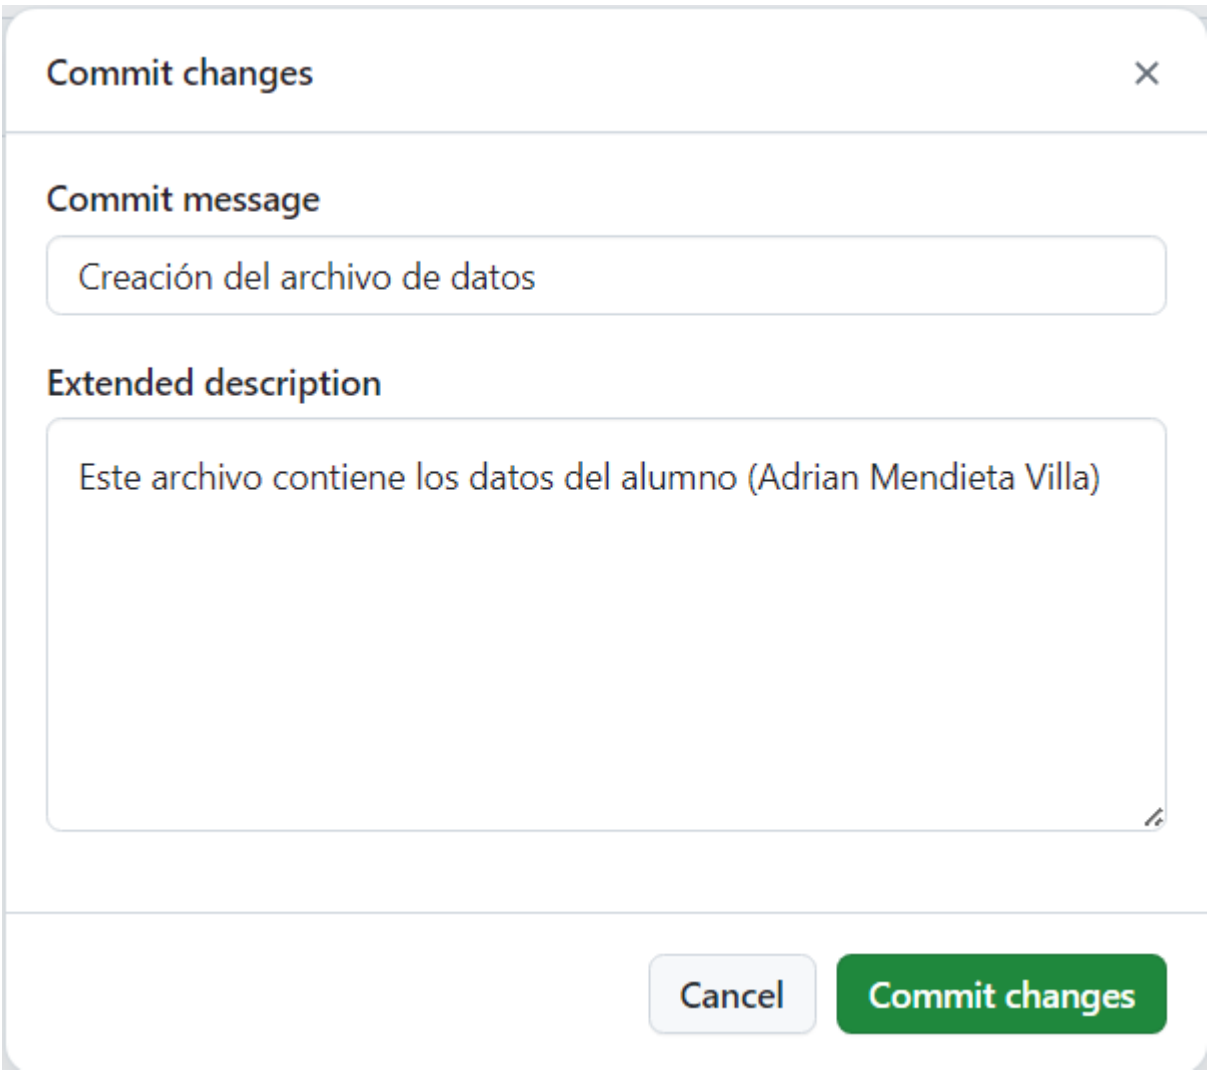 Commit changes
Commit message
Creación del archivo de datos
Extended description
Este archivo contiene los datos del alumno (Adrian Mendieta Villa)
Cancel
Commit changes